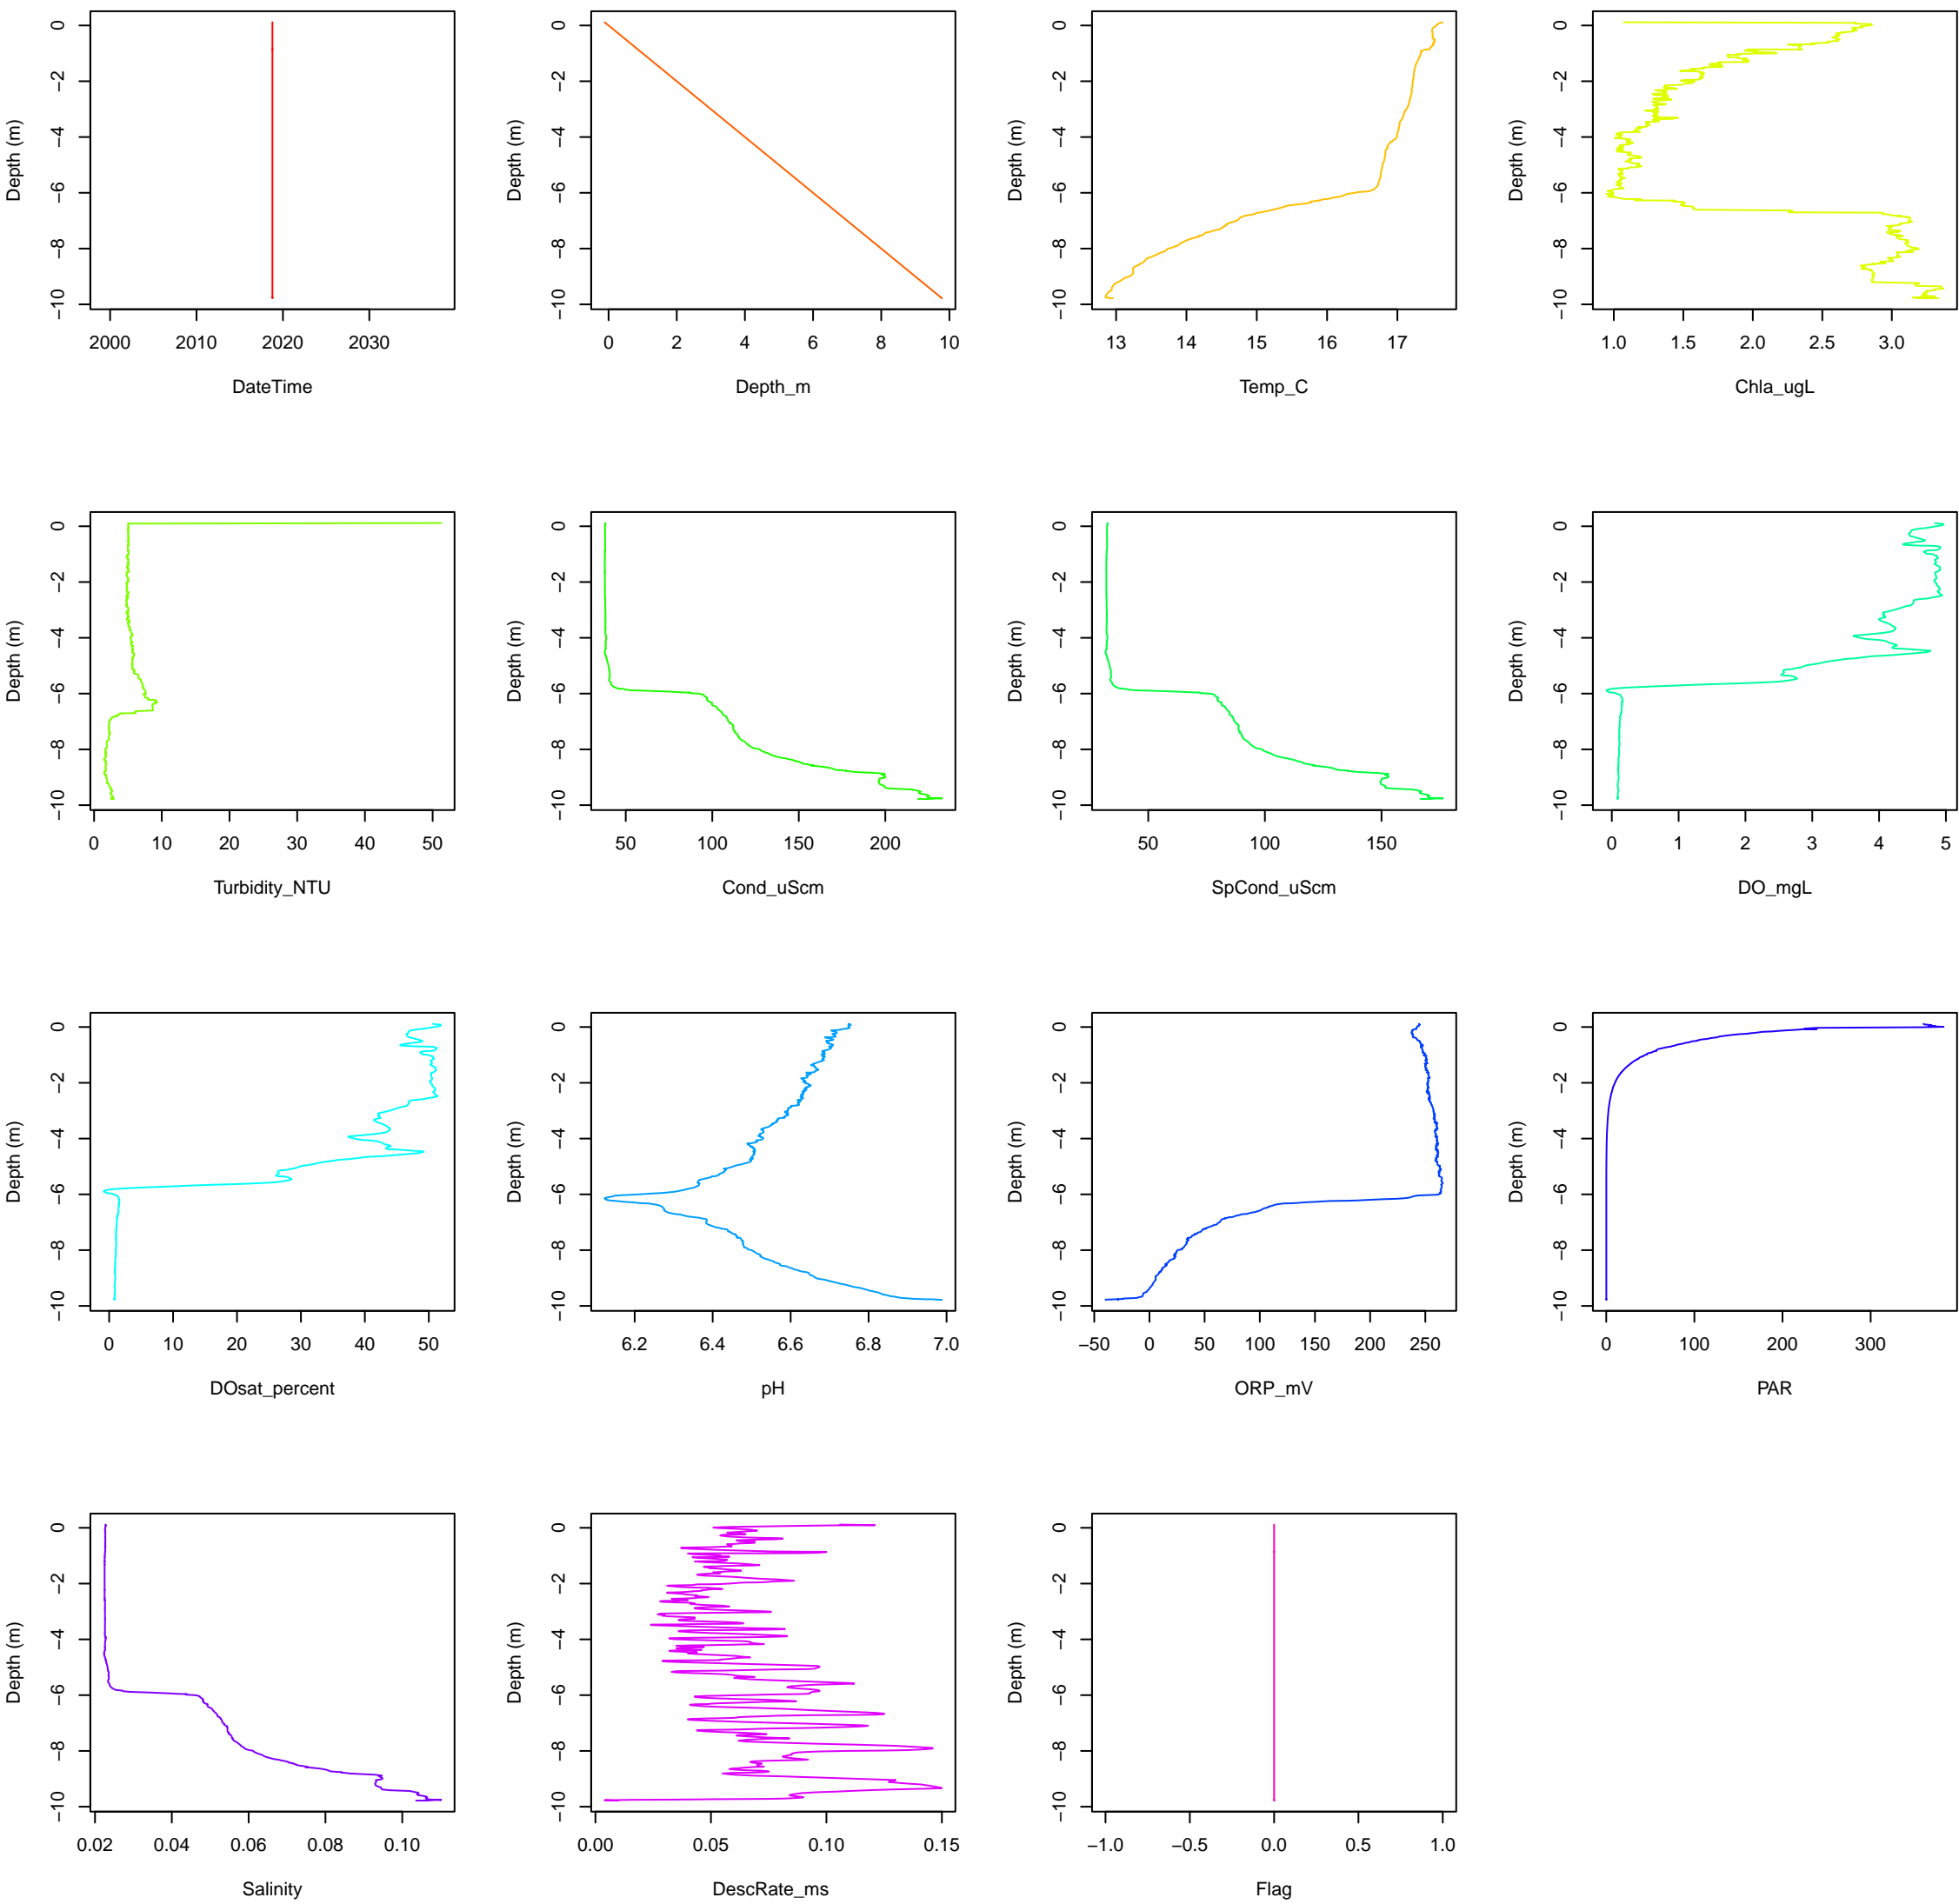 Depth (m)
0
−2
−4
−6
−8
−10
2000 2010 2020 2030
DateTime
Depth (m)
0
−2
−4
−6
−8
−10
0 2 4 6 8 10
Depth_m
Depth (m)
0
−2
−4
−6
−8
−10
13 14 15 16 17
Temp_C
Depth (m)
0
−2
−4
−6
−8
−10
1.0 1.5 2.0 2.5 3.0
Chla_ugL
Depth (m)
0
−2
−4
−6
−8
−10
0 10 20 30 40 50
Turbidity_NTU
Depth (m)
0
−2
−4
−6
−8
−10
50 100 150 200
Cond_uScm
Depth (m)
0
−2
−4
−6
−8
−10
50 100 150
SpCond_uScm
Depth (m)
0
−2
−4
−6
−8
−10
0 1 2 3 4 5
DO_mgL
Depth (m)
0
−2
−4
−6
−8
−10
0 10 20 30 40 50
DOsat_percent
Depth (m)
0
−2
−4
−6
−8
−10
6.2 6.4 6.6 6.8 7.0
pH
Depth (m)
0
−2
−4
−6
−8
−10
−50 0 50 100 150 200 250
ORP_mV
Depth (m)
0
−2
−4
−6
−8
−10
0 100 200 300
PAR
Depth (m)
0
−2
−4
−6
−8
−10
0.02 0.04 0.06 0.08 0.10
Salinity
Depth (m)
0
−2
−4
−6
−8
−10
0.00 0.05 0.10 0.15
DescRate_ms
Depth (m)
0
−2
−4
−6
−8
−10
−1.0 −0.5 0.0 0.5 1.0
Flag